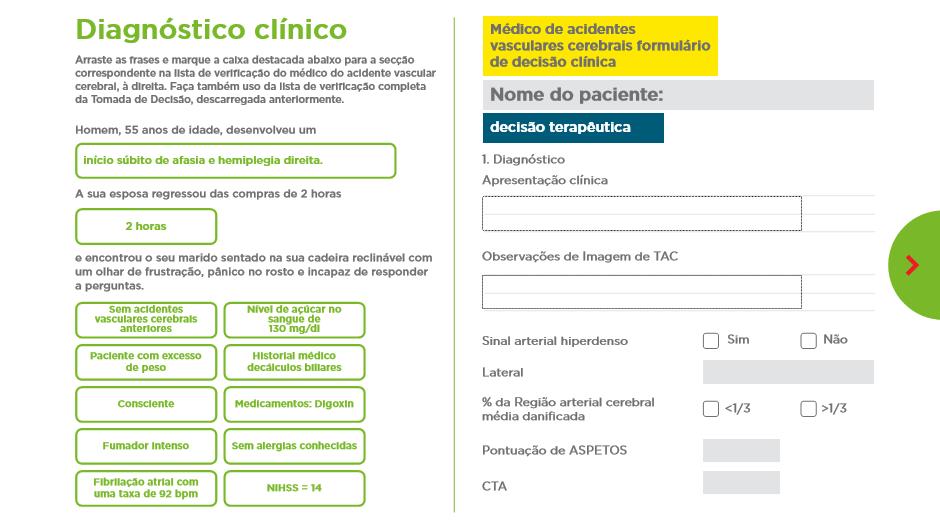 Diagnóstico clínico
Arraste as frases e marque a caixa destacada abaixo para a secção
correspondente na lista de verificação do médico do acidente vascular
cerebral, à direita. Faça também uso da lista de verificação completa
da Tomada de Decisão, descarregada anteriormente.
Homem, 55 anos de idade, desenvolveu um
início súbito de afasia e hemiplegia direita.
A sua esposa regressou das compras de 2 horas
2 horas
e encontrou o seu marido sentado na sua cadeira reclinável com
um olhar de frustração, pânico no rosto e incapaz de responder
a perguntas.
Sem acidentes
vasculares cerebrais
anteriores
Nível de açúcar no
sangue de
130 mg/dl
Paciente com excesso
de peso
Historial médico
decálculos biliares
Consciente
Medicamentos: Digoxin
Fumador intenso
Sem alergias conhecidas
Fibrilação atrial com
uma taxa de 92 bpm
NIHSS = 14
Médico de acidentes
vasculares cerebrais formulário
de decisão clínica
Nome do paciente:
decisão terapêutica
1. Diagnóstico
Apresentação clínica
Observações de Imagem de TAC
Sinal arterial hiperdenso
Sim
Não
Lateral
% da Região arterial cerebral
média danificada
<1/3
>1/3
Pontuação de ASPETOS
CTA